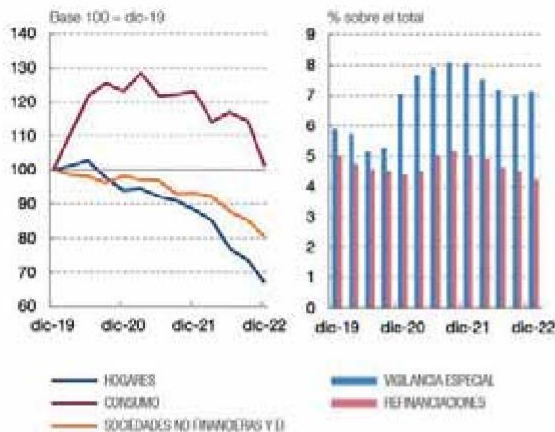 Base 100 = dic-19
140
130
120
110
100
90
80
70
60
dic-19 dic-20 dic-21 dic-22
HOGARES
CONSUMO
SOCIEDADES NO FINANCIERAS Y EI
% sobre el total
9
8
7
6
5
4
3
2
1
0
dic-19 dic-20 dic-21 dic-22
VIGILANCIA ESPECIAL
REFINANCIACIONES